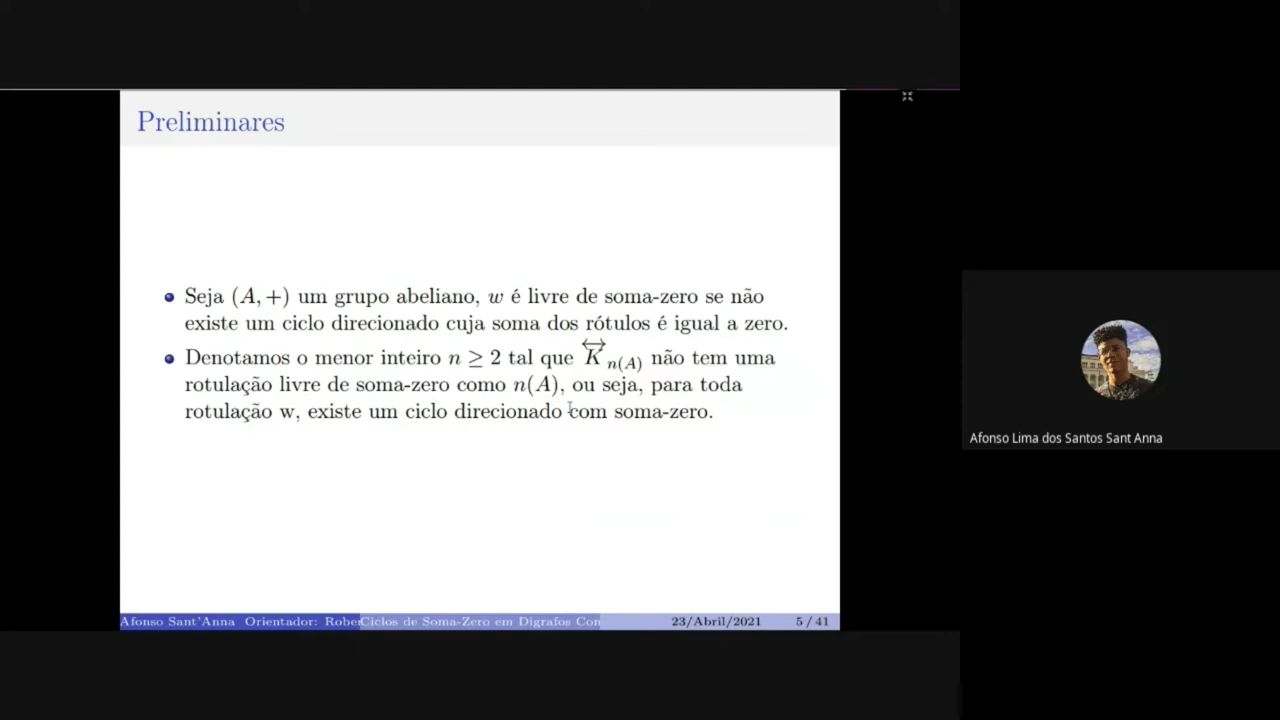 Preliminares
Seja (A, +) um grupo abeliano, w é livre de soma-zero se não
existe um ciclo direcionado cuja soma dos rótulos é igual a zero.
Denotamos o menor inteiro n ≥ 2 tal que K↔ₙ₍A₎ não tem uma
rotulação livre de soma-zero como n(A), ou seja, para toda
rotulação w, existe um ciclo direcionado com soma-zero.
Afonso Lima dos Santos Sant Anna
Afonso Sant'Anna Orientador: Rober
Ciclos de Soma-Zero em Digrafos Con
23/Abril/2021 5 / 41